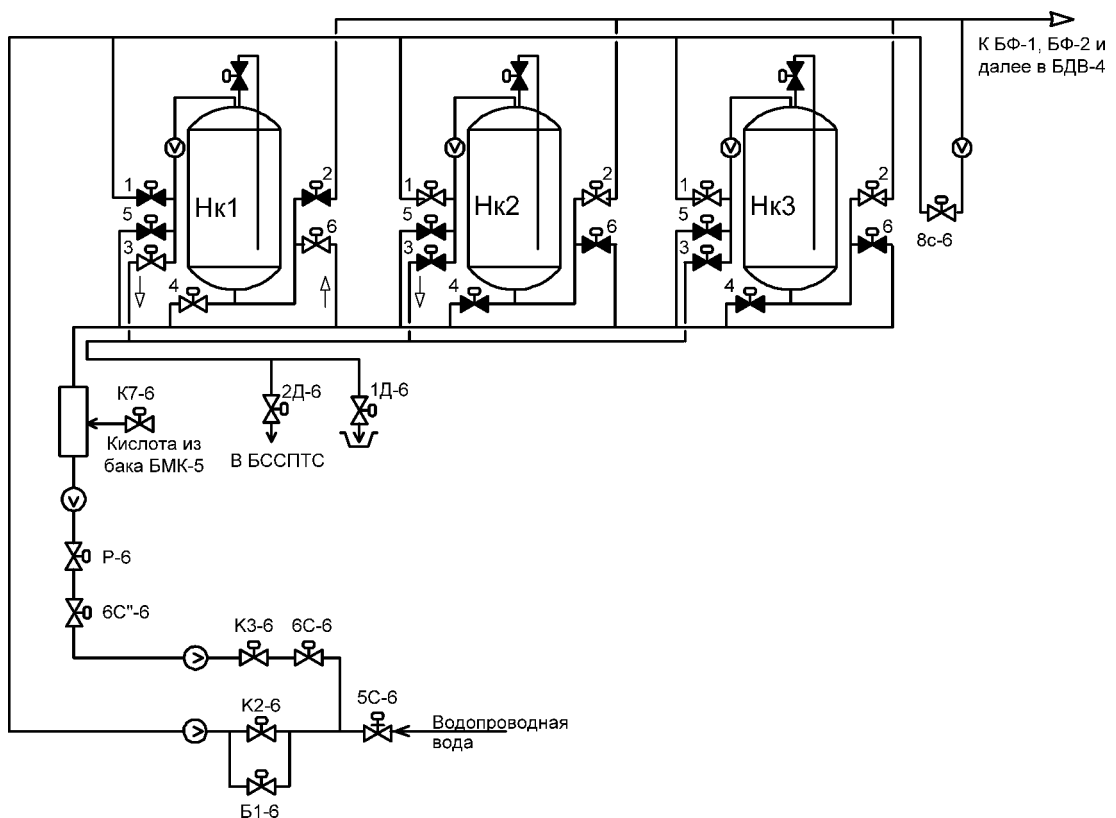 К БФ-1, БФ-2 и
далее в БДВ-4
1
5
3
4
Нк1
2
6
1
5
3
4
Нк2
2
6
1
5
3
4
Нк3
2
6
8с-6
К7-6
Кислота из
бака БМК-5
2Д-6
1Д-6
В БССПТС
Р-6
6С"-6
К3-6
6С-6
К2-6
5С-6
Водопроводная
вода
Б1-6